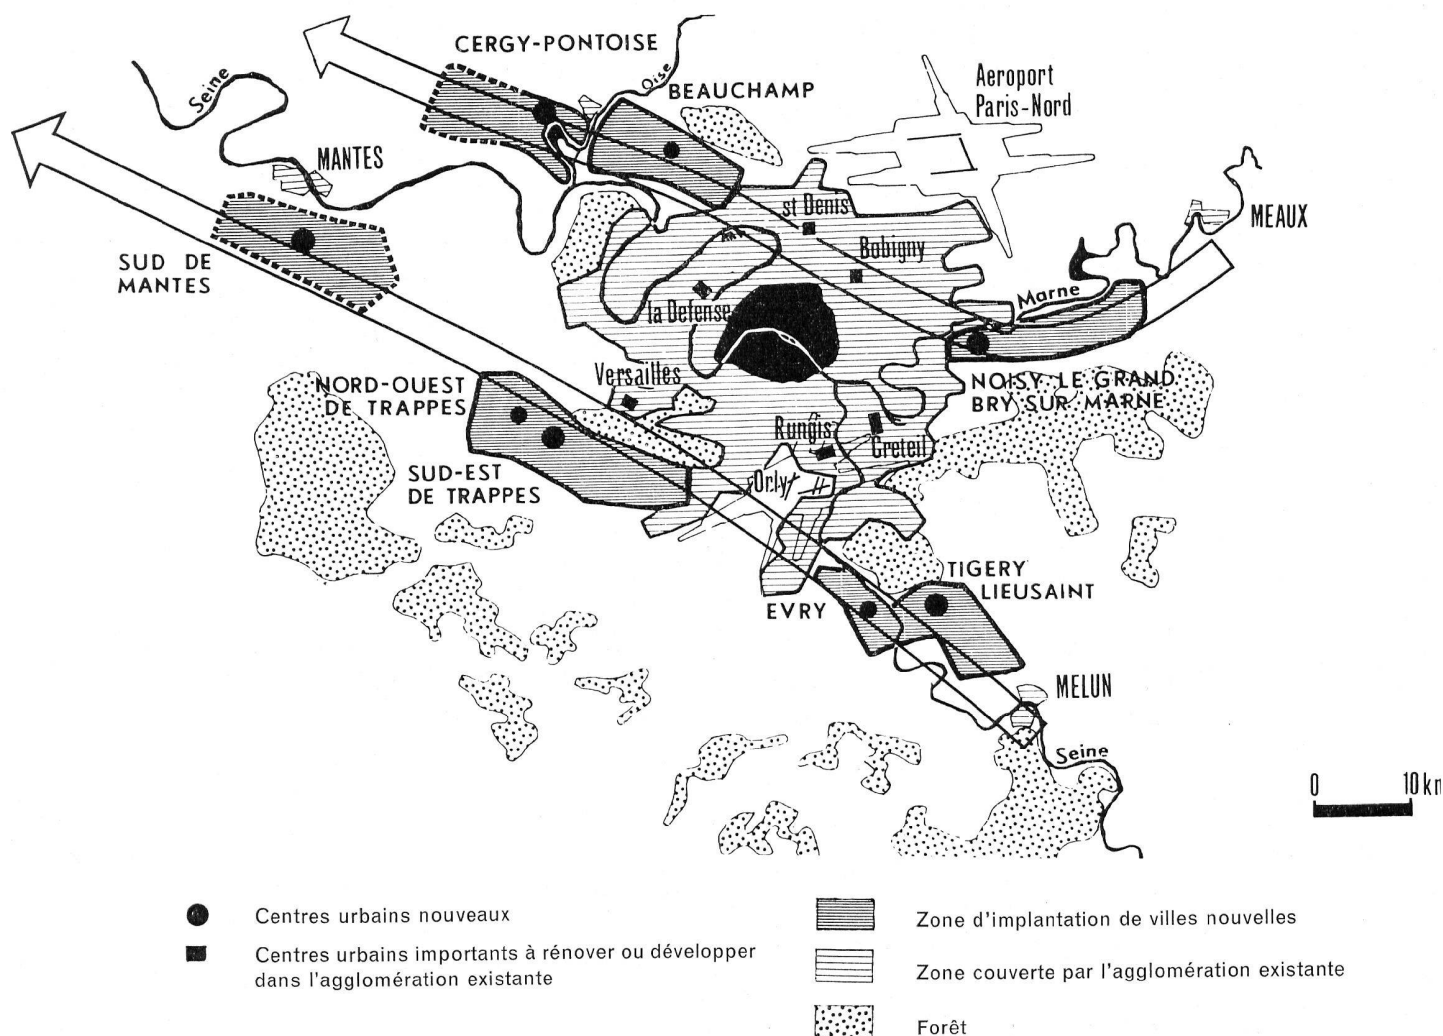 CERGY-PONTOISE
Seine
Oise
BEAUCHAMP
Aeroport
Paris-Nord
MANTES
MEAUX
st Denis
Bobigny
SUD DE
MANTES
Marne
la Defense
Versailles
NORD-OUEST
DE TRAPPES
NOISY-LE GRAND
BRY SUR MARNE
Rungis
Creteil
SUD-EST
DE TRAPPES
Orly
TIGERY
LIEUSAINT
EVRY
MELUN
Seine
0 10 km
Centres urbains nouveaux
Centres urbains importants à rénover ou développer
dans l'agglomération existante
Zone d'implantation de villes nouvelles
Zone couverte par l'agglomération existante
Forêt